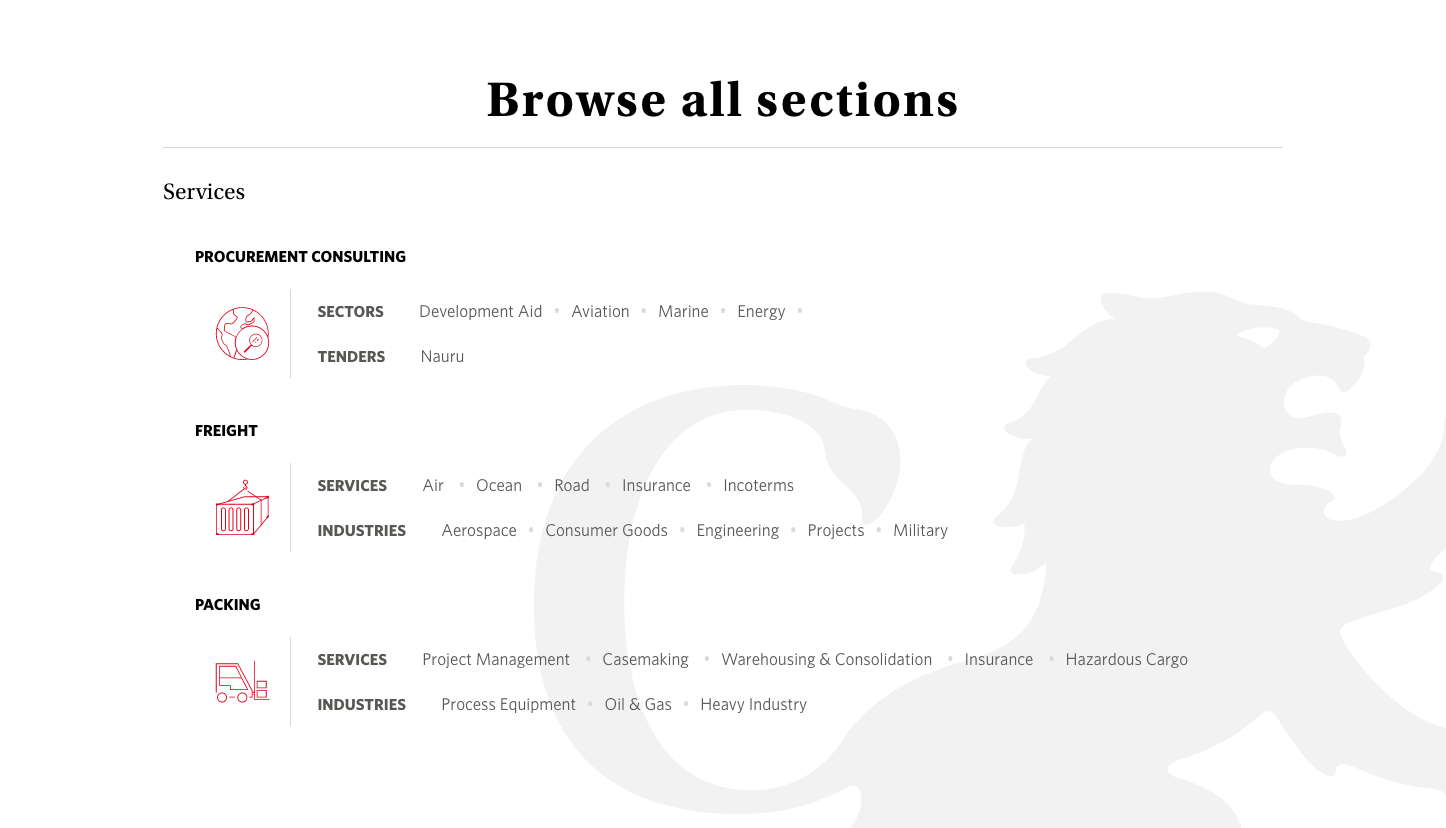 Browse all sections
Services
PROCUREMENT CONSULTING
SECTORS Development Aid • Aviation • Marine • Energy •
TENDERS Nauru
FREIGHT
SERVICES Air • Ocean • Road • Insurance • Incoterms
INDUSTRIES Aerospace • Consumer Goods • Engineering • Projects • Military
PACKING
SERVICES Project Management • Casemaking • Warehousing & Consolidation • Insurance • Hazardous Cargo
INDUSTRIES Process Equipment • Oil & Gas • Heavy Industry